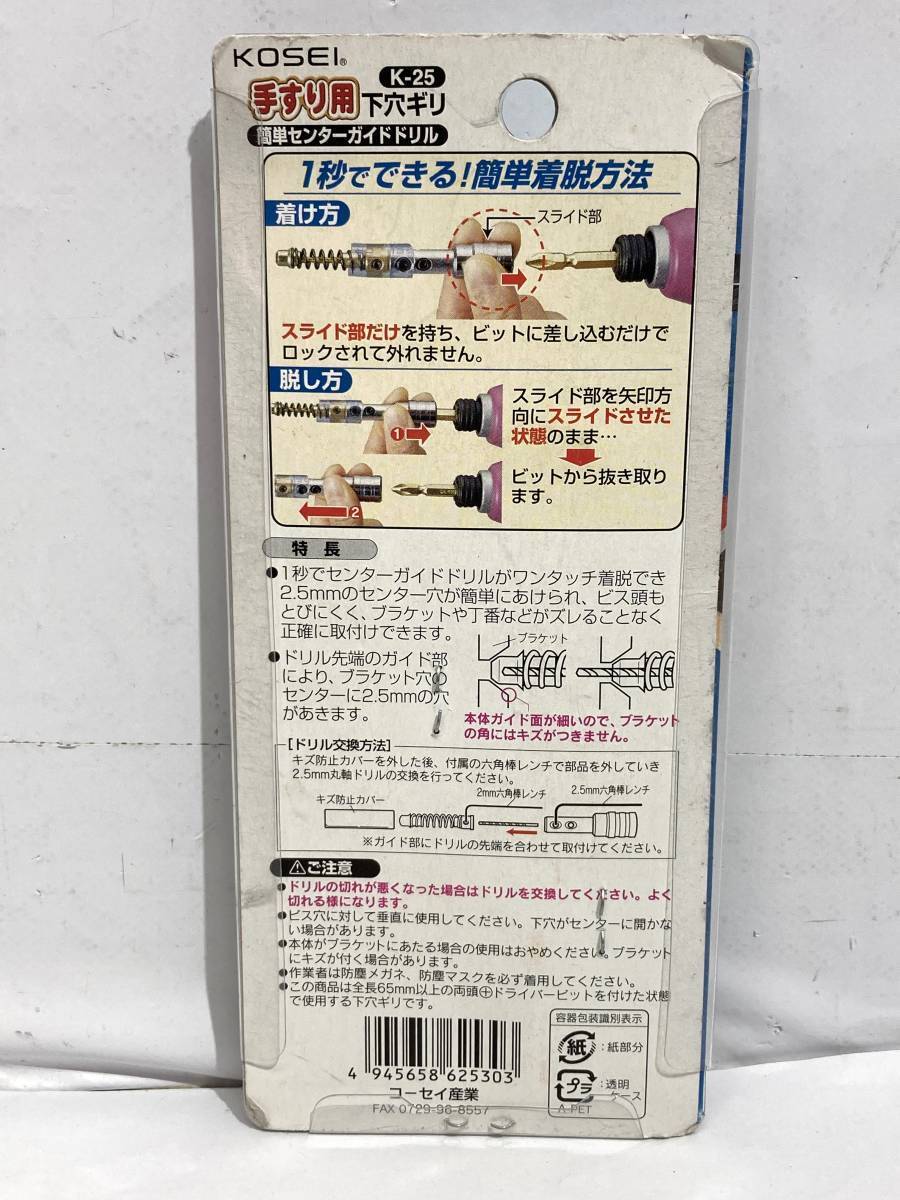 KOSEI®
手すり用 K-25 下穴ギリ
簡単センターガイドドリル
1秒でできる!簡単着脱方法
着け方
スライド部
スライド部だけを持ち、ビットに差し込むだけで
ロックされて外れません。
脱し方
スライド部を矢印方
向にスライドさせた
状態のまま…
1
ビットから抜き取り
ます。
2
特長
●1秒でセンターガイドドリルがワンタッチ着脱でき
2.5mmのセンター穴が簡単にあけられ、ビス頭も
とびにくく、ブラケットや丁番などがズレることなく
正確に取付けできます。
ブラケット
●ドリル先端のガイド部
により、ブラケット穴の
センターに2.5mmの穴
があきます。
本体ガイド面が細いので、ブラケット
の角にはキズがつきません。
[ドリル交換方法]
キズ防止カバーを外した後、付属の六角棒レンチで部品を外していき
2.5mm丸軸ドリルの交換を行ってください。
キズ防止カバー
2mm六角棒レンチ
2.5mm六角棒レンチ
※ガイド部にドリルの先端を合わせて取付けてください。
⚠ご注意
●ドリルの切れが悪くなった場合はドリルを交換してください。よく
切れる様になります。
●ビス穴に対して垂直に使用してください。下穴がセンターに開かな
い場合があります。
●本体がブラケットにあたる場合の使用はおやめください。ブラケット
にキズが付く場合があります。
●作業者は防塵メガネ、防塵マスクを必ず着用してください。
●この商品は全長65mm以上の両頭⊕ドライバービットを付けた状態
で使用する下穴ギリです。
容器包装識別表示
紙 :紙部分
プラ :透明
ケース
A-PET
4 945658 625303
コーセイ産業
FAX 0729-96-8557